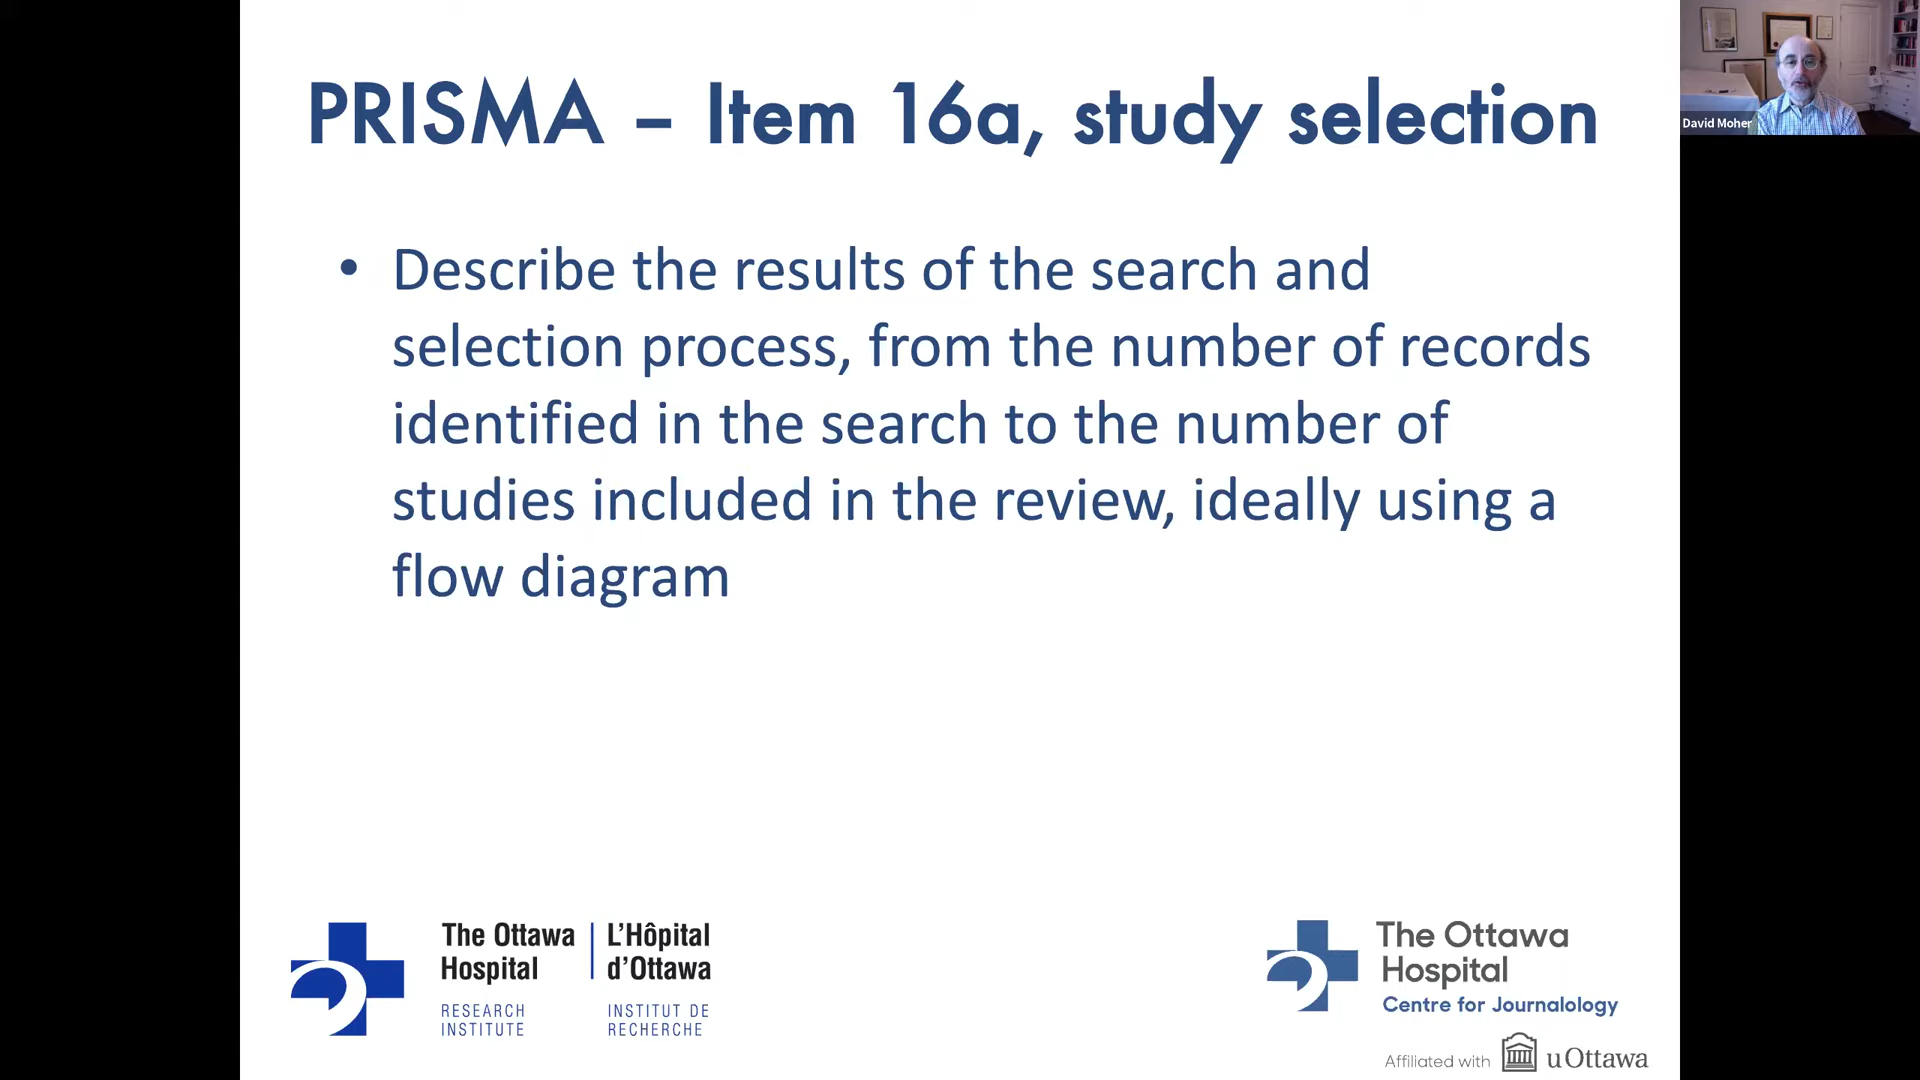 PRISMA – Item 16a, study selection
David Moher
• Describe the results of the search and
selection process, from the number of records
identified in the search to the number of
studies included in the review, ideally using a
flow diagram
The Ottawa
Hospital
RESEARCH
INSTITUTE
L'Hôpital
d'Ottawa
INSTITUT DE
RECHERCHE
The Ottawa
Hospital
Centre for Journalology
Affiliated with
uOttawa